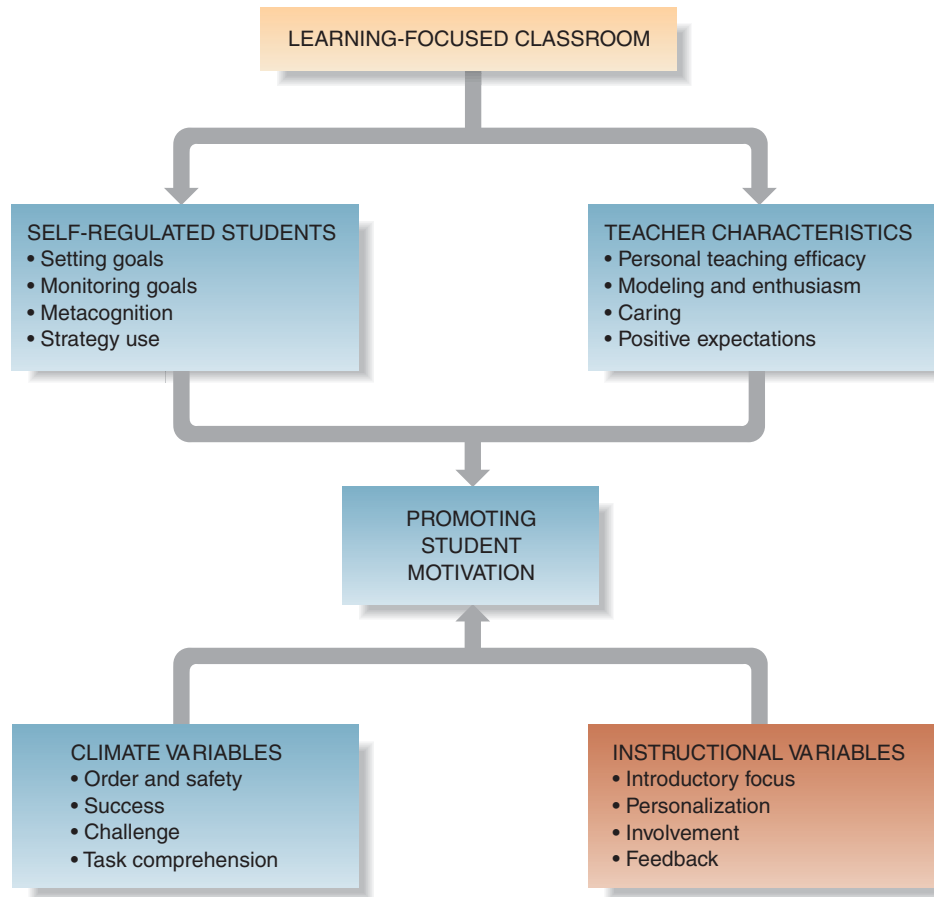 LEARNING-FOCUSED CLASSROOM
SELF-REGULATED STUDENTS
• Setting goals
• Monitoring goals
• Metacognition
• Strategy use
TEACHER CHARACTERISTICS
• Personal teaching efficacy
• Modeling and enthusiasm
• Caring
• Positive expectations
PROMOTING
STUDENT
MOTIVATION
CLIMATE VARIABLES
• Order and safety
• Success
• Challenge
• Task comprehension
INSTRUCTIONAL VARIABLES
• Introductory focus
• Personalization
• Involvement
• Feedback